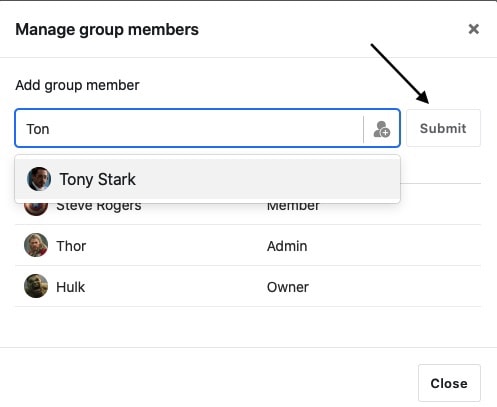 Manage group members ×
Add group member
Ton Submit
Tony Stark
Steve Rogers Member
Thor Admin
Hulk Owner
Close